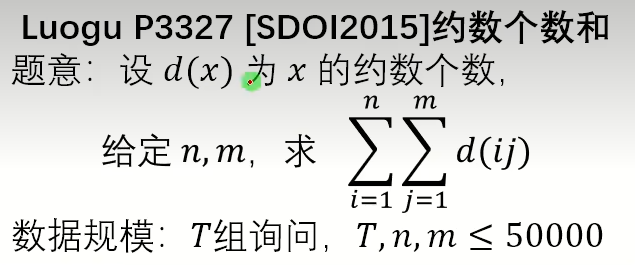 Luogu P3327 [SDOI2015]约数个数和
题意：设 d(x) 为 x 的约数个数，
给定 n, m， 求 ∑_{i=1}^{n} ∑_{j=1}^{m} d(ij)
数据规模：T组询问，T, n, m ≤ 50000